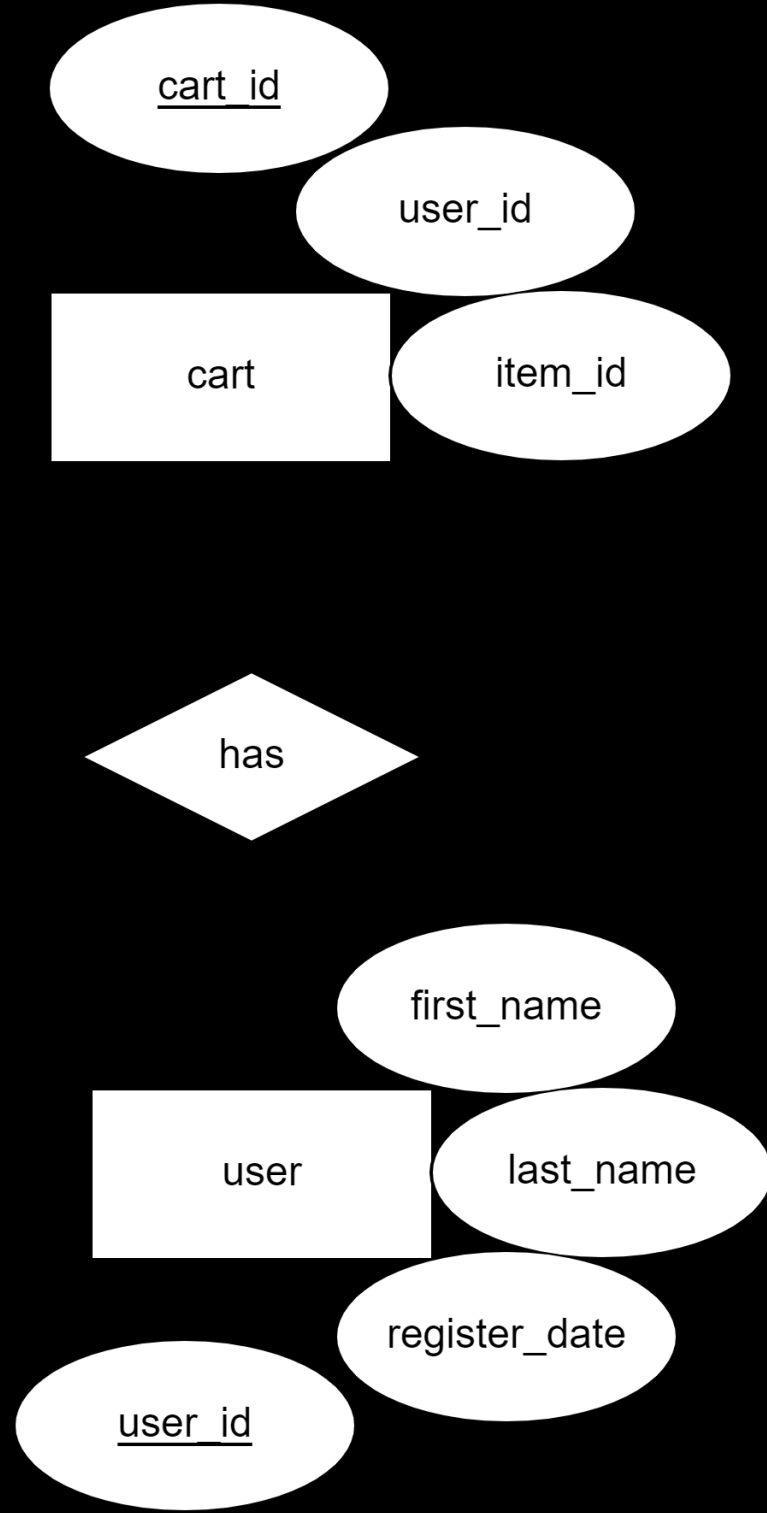 cart_id
user_id
cart
item_id
has
first_name
user
last_name
register_date
user_id